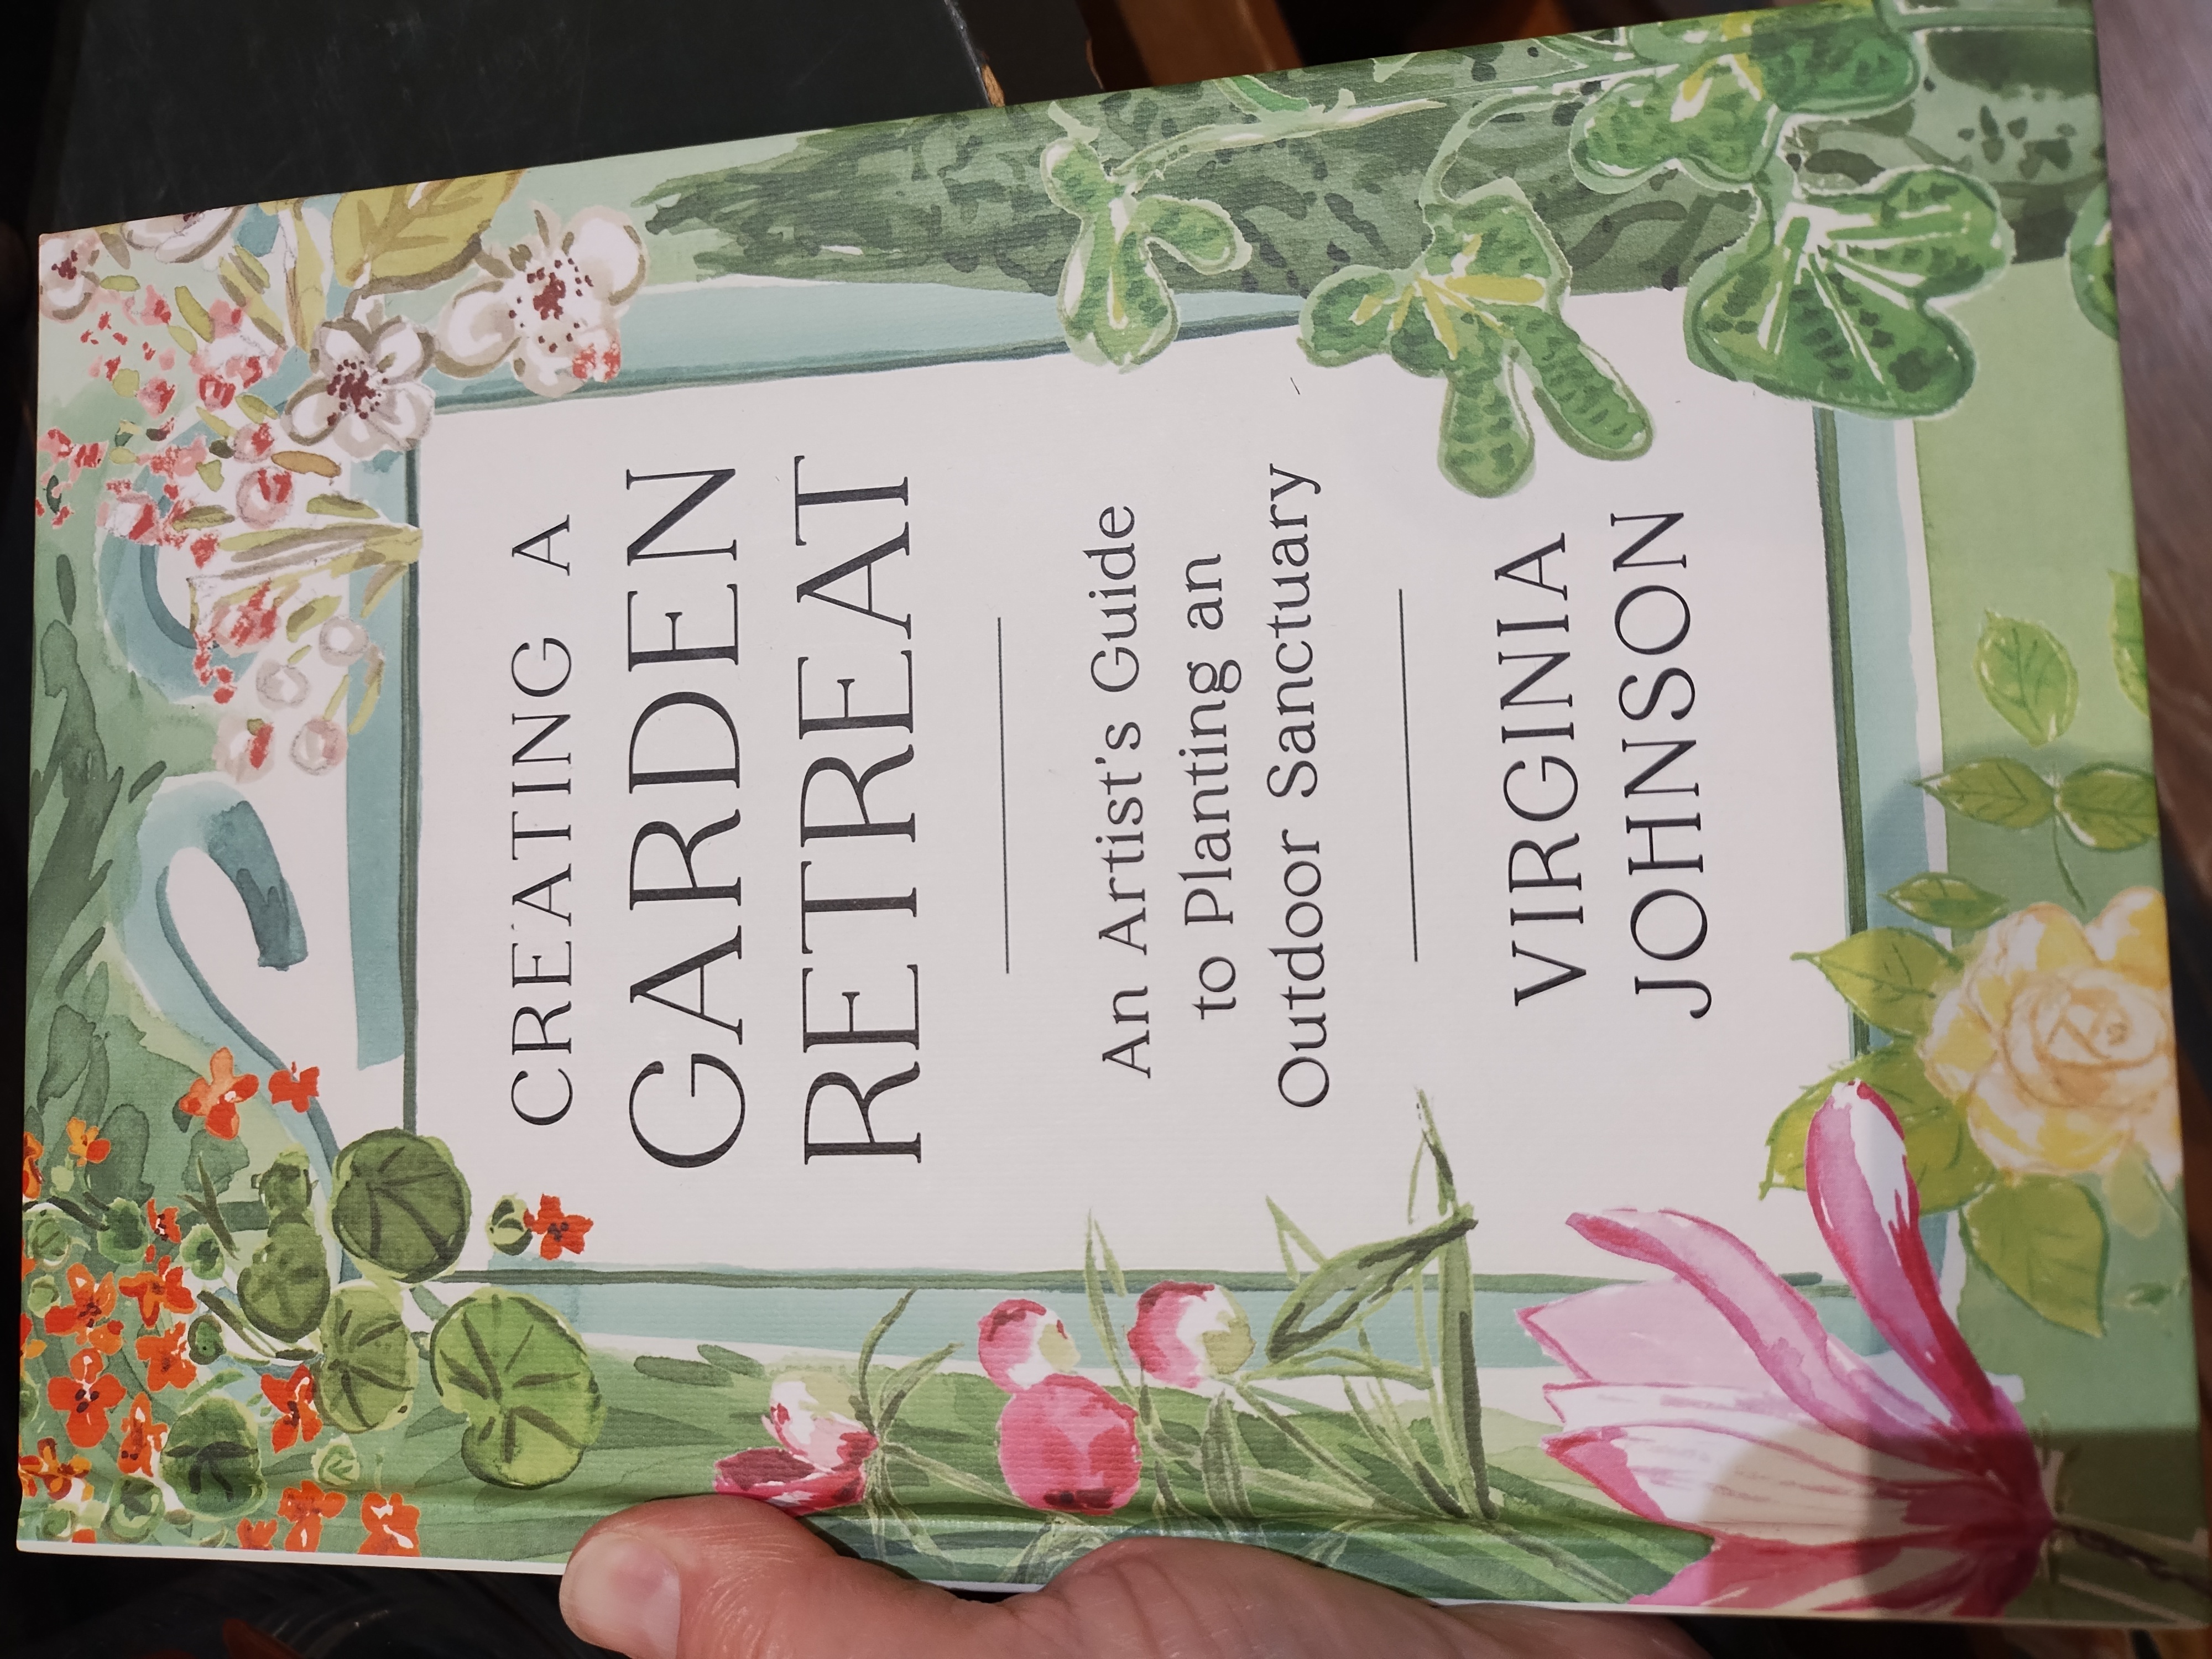 CREATING A
GARDEN
RETREAT
An Artist's Guide
to Planting an
Outdoor Sanctuary
VIRGINIA
JOHNSON